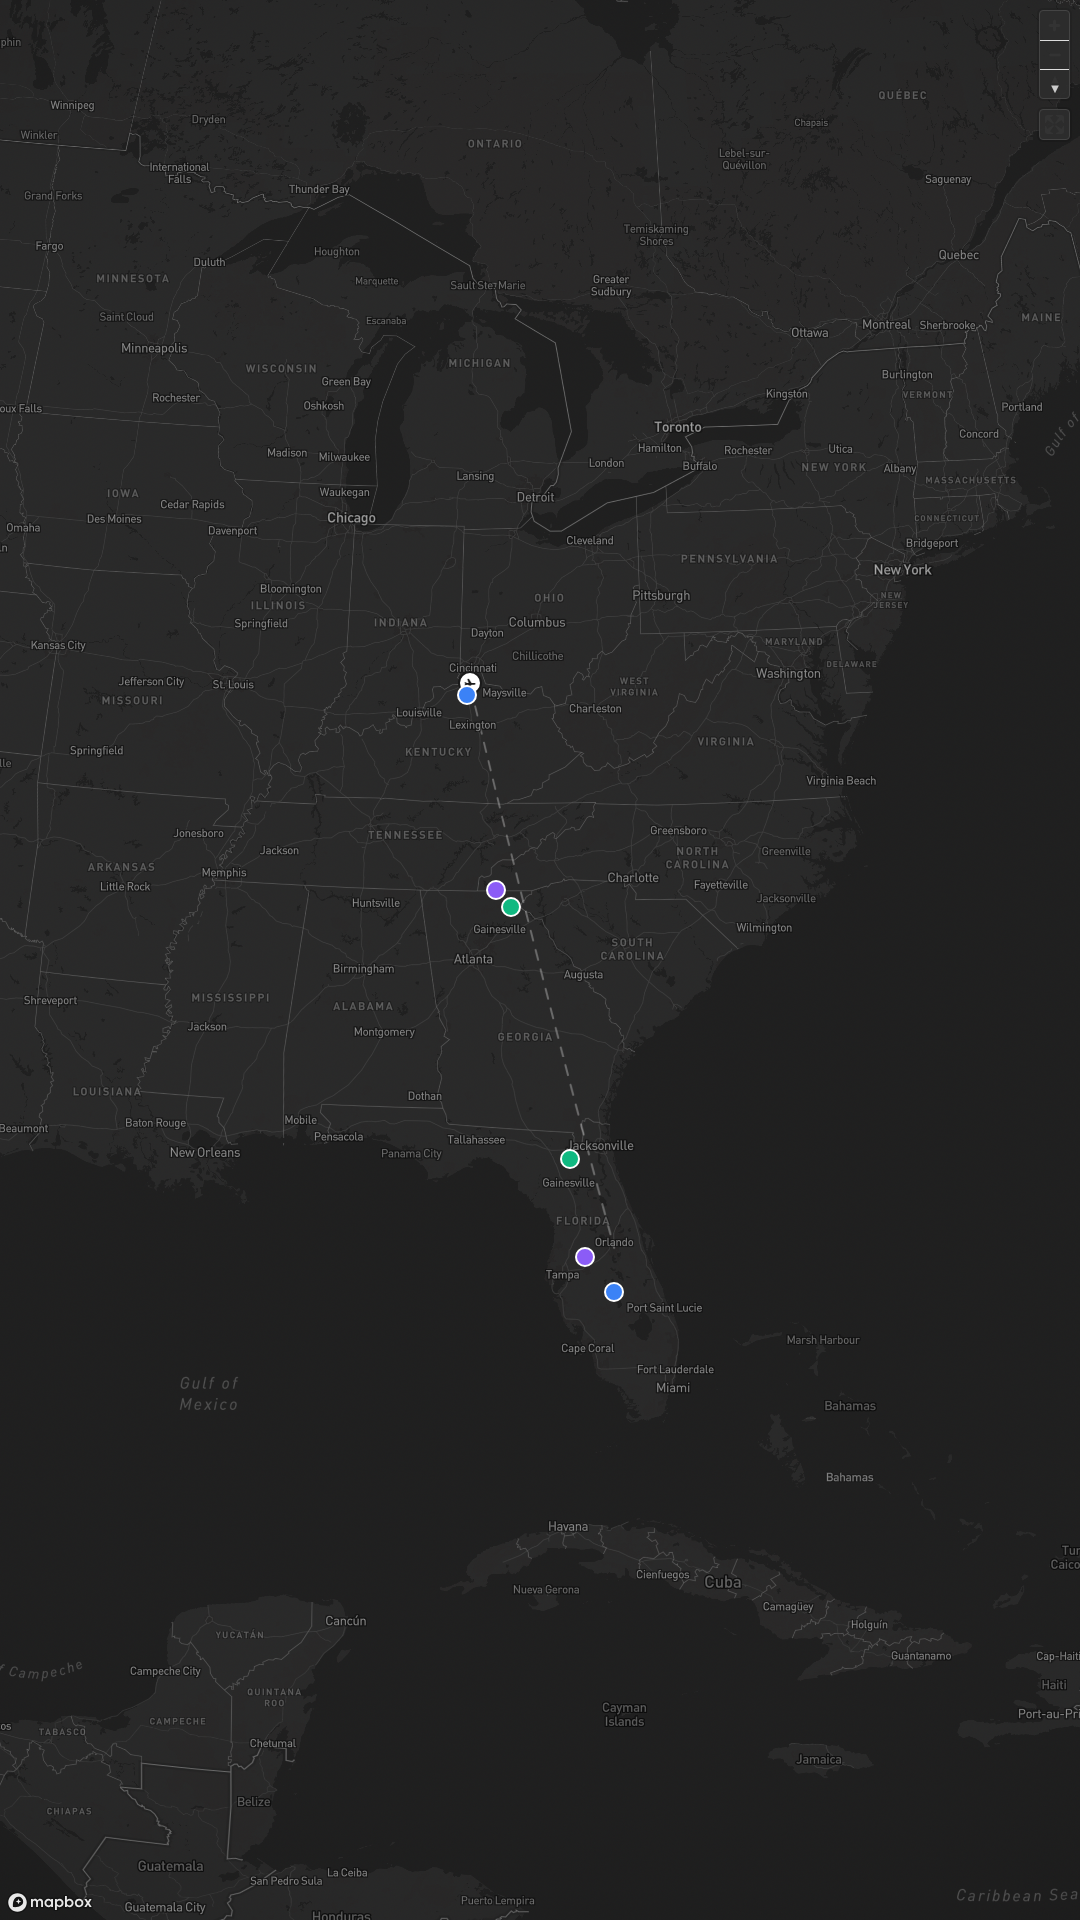 QUÉBEC
Winnipeg
Dryden
Chapais
Winkler
ONTARIO
Lebel-sur-
Quévillon
International
Falls
Thunder Bay
Saguenay
Grand Forks
Temiskaming
Shores
Fargo
Houghton
Quebec
Duluth
MINNESOTA
Marquette
Sault Ste. Marie
Greater
Sudbury
Saint Cloud
Escanaba
MAINE
Montreal
Sherbrooke
Ottawa
Minneapolis
MICHIGAN
WISCONSIN
Green Bay
Burlington
Rochester
Kingston
VERMONT
Oshkosh
Portland
oux Falls
Toronto
Concord
Gulf of
Madison
Milwaukee
Hamilton
Rochester
Utica
London
Buffalo
NEW YORK
Albany
Lansing
MASSACHUSETTS
IOWA
Waukegan
Detroit
Cedar Rapids
Chicago
Des Moines
CONNECTICUT
Omaha
Davenport
Cleveland
Bridgeport
PENNSYLVANIA
New York
Bloomington
ILLINOIS
OHIO
Pittsburgh
NEW
JERSEY
Springfield
INDIANA
Columbus
Dayton
Kansas City
MARYLAND
Chillicothe
Cincinnati
DELAWARE
Washington
Jefferson City
St. Louis
WEST
VIRGINIA
Maysville
MISSOURI
Louisville
Charleston
Lexington
VIRGINIA
Springfield
KENTUCKY
Virginia Beach
Jonesboro
TENNESSEE
Greensboro
Jackson
NORTH
CAROLINA
Greenville
ARKANSAS
Memphis
Little Rock
Charlotte
Fayetteville
Huntsville
Jacksonville
Gainesville
Wilmington
SOUTH
CAROLINA
Atlanta
Birmingham
Augusta
Shreveport
MISSISSIPPI
ALABAMA
Jackson
Montgomery
GEORGIA
LOUISIANA
Dothan
Beaumont
Baton Rouge
Mobile
Pensacola
Tallahassee
Jacksonville
New Orleans
Panama City
Gainesville
FLORIDA
Orlando
Tampa
Port Saint Lucie
Marsh Harbour
Cape Coral
Fort Lauderdale
Miami
Gulf of
Mexico
Bahamas
Bahamas
Havana
Tur
Caico
Cienfuegos
Cuba
Nueva Gerona
Camagüey
Cancún
Holguín
YUCATÁN
Guantanamo
Cap-Haiti
Campeche
Campeche City
Haiti
QUINTANA
ROO
Cayman
Islands
Port-au-Pri
CAMPECHE
os
TABASCO
Chetumal
Jamaica
Belize
CHIAPAS
Guatemala
La Ceiba
San Pedro Sula
Caribbean Sea
mapbox
Guatemala City
Puerto Lempira
Honduras